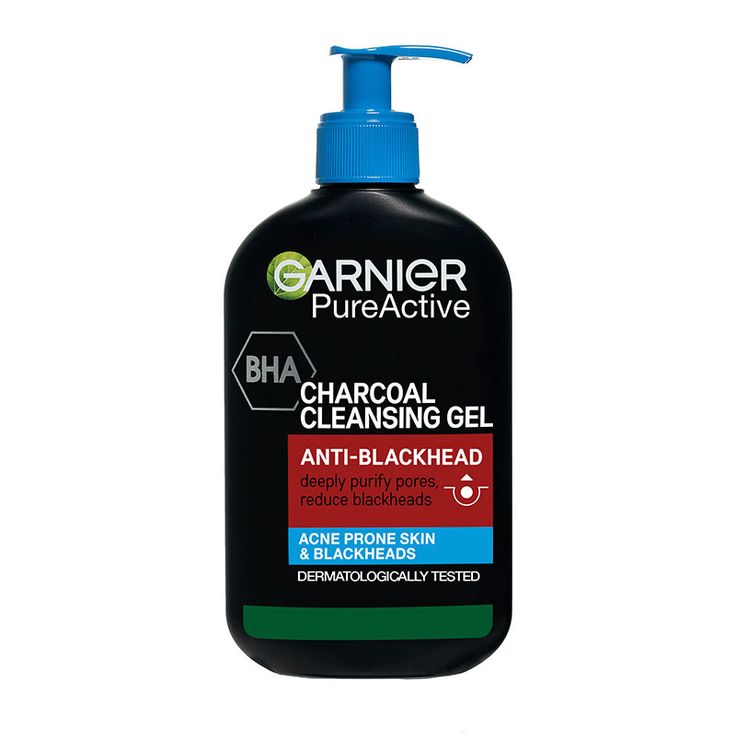 GARNIER
PureActive
BHA
CHARCOAL
CLEANSING GEL
ANTI-BLACKHEAD
deeply purify pores,
reduce blackheads
ACNE PRONE SKIN
& BLACKHEADS
DERMATOLOGICALLY TESTED